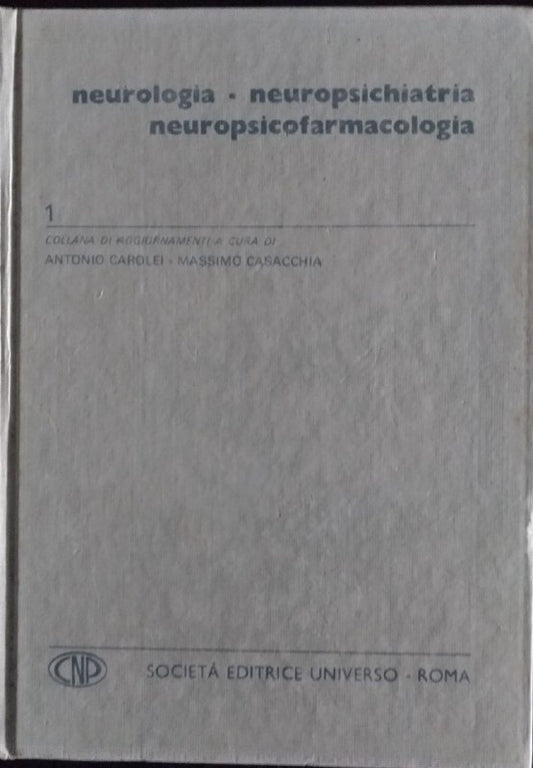 neurologia • neuropsichiatria
neuropsicofarmacologia
1
COLLANA DI AGGIORNAMENTI A CURA DI
ANTONIO CAROLEI • MASSIMO CASACCHIA
CNP SOCIETÀ EDITRICE UNIVERSO • ROMA